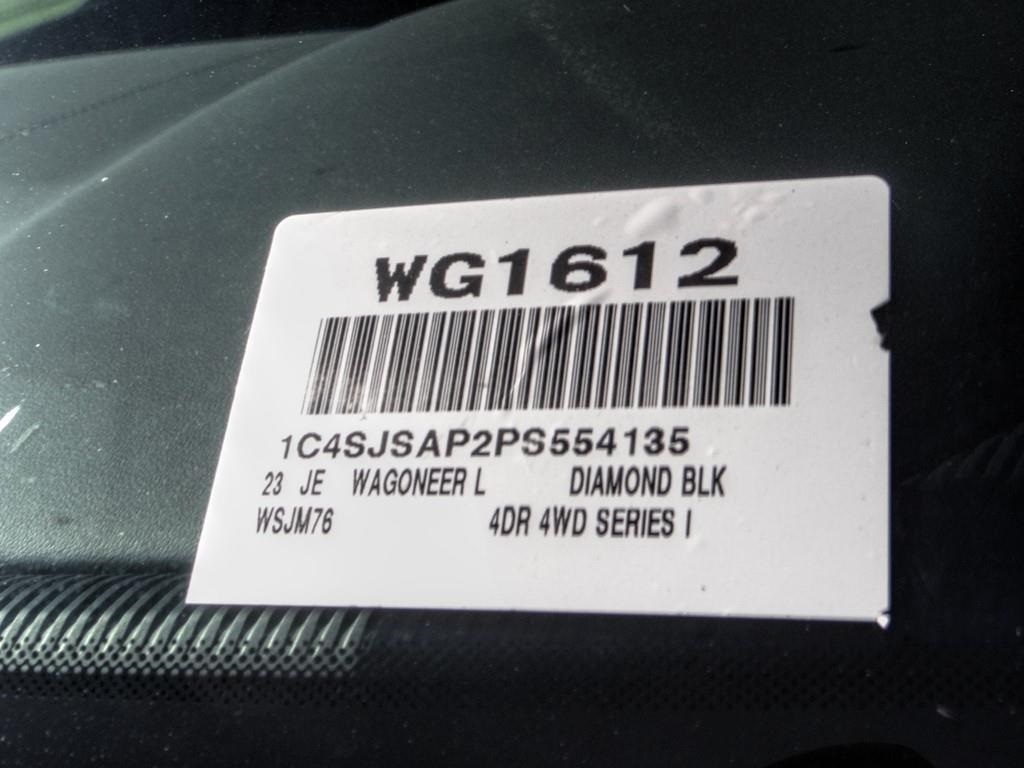 WG1612
1C4SJSAP2PS554135
23 JE WAGONEER L DIAMOND BLK
WSJM76 4DR 4WD SERIES I